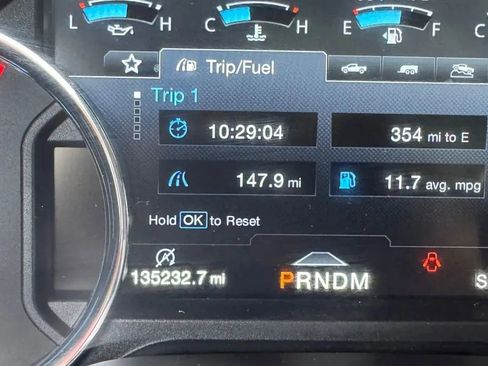 L H C H E F C
Trip/Fuel
Trip 1
10:29:04 354 mi to E
147.9 mi 11.7 avg. mpg
Hold OK to Reset
135232.7 mi PRNDM S